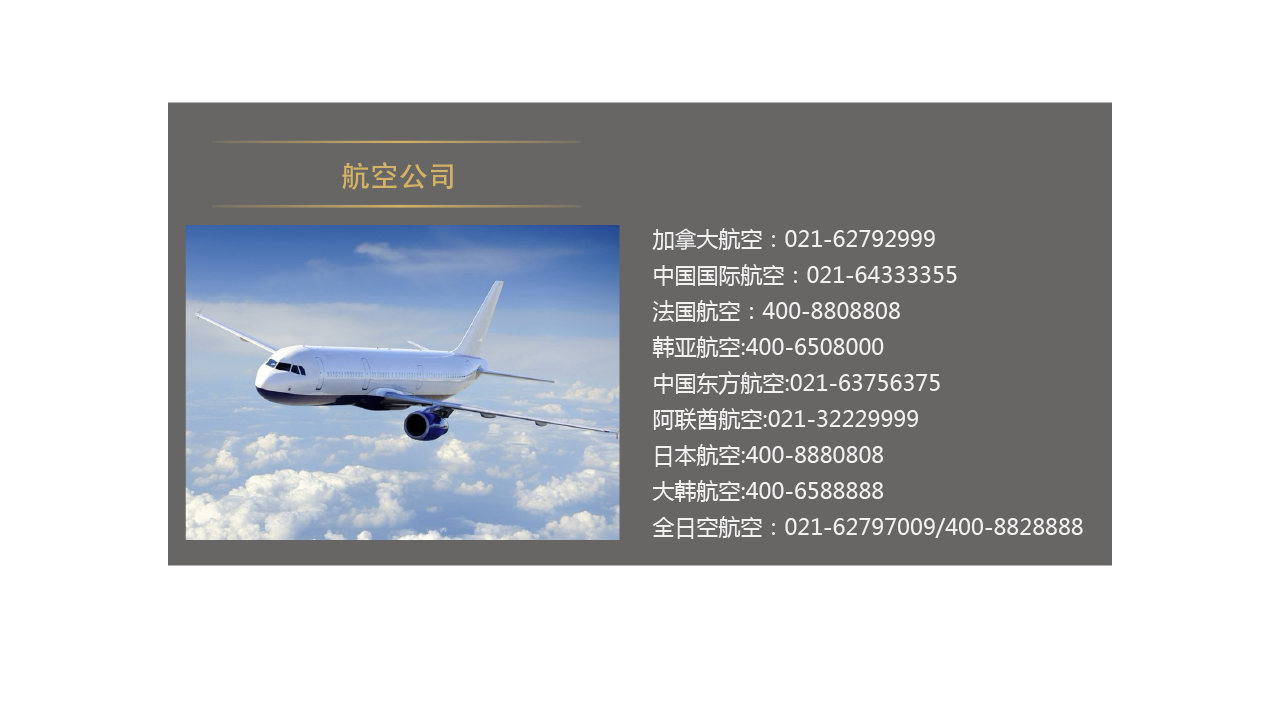 航空公司
加拿大航空：021-62792999
中国国际航空：021-64333355
法国航空：400-8808808
韩亚航空:400-6508000
中国东方航空:021-63756375
阿联酋航空:021-32229999
日本航空:400-8880808
大韩航空:400-6588888
全日空航空：021-62797009/400-8828888